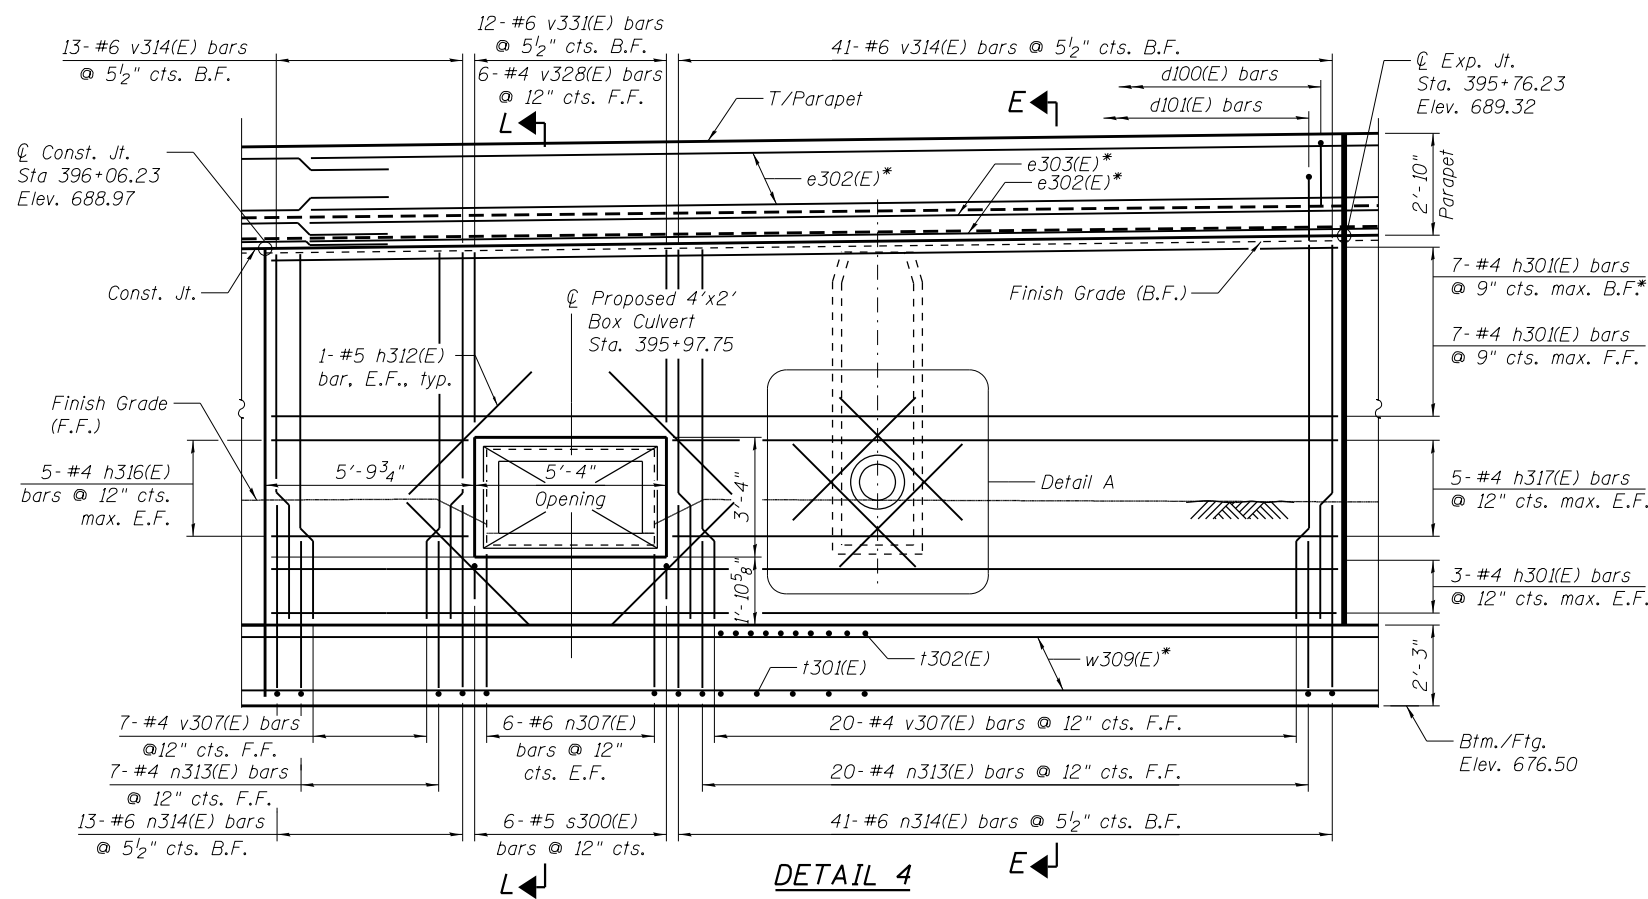 12-#6 v331(E) bars
@ 5½" cts. B.F.
13-#6 v314(E) bars
@ 5½" cts. B.F.
6-#4 v328(E) bars
@ 12" cts. F.F.
41-#6 v314(E) bars @ 5½" cts. B.F.
℄ Exp. Jt.
Sta. 395+76.23
Elev. 689.32
d100(E) bars
d101(E) bars
T/Parapet
L
E
℄ Const. Jt.
Sta 396+06.23
Elev. 688.97
e302(E)*
e303(E)*
e302(E)*
2'-10"
Parapet
Const. Jt.
℄ Proposed 4'x2'
Box Culvert
Sta. 395+97.75
Finish Grade (B.F.)
7-#4 h301(E) bars
@ 9" cts. max. B.F.*
7-#4 h301(E) bars
@ 9" cts. max. F.F.
1-#5 h312(E)
bar, E.F., typ.
Finish Grade
(F.F.)
5-#4 h316(E)
bars @ 12" cts.
max. E.F.
5'-9¾"
5'-4"
Opening
3'-4"
1'-10⅝"
Detail A
5-#4 h317(E) bars
@ 12" cts. max. E.F.
3-#4 h301(E) bars
@ 12" cts. max. E.F.
t301(E)
t302(E)
w309(E)*
2'-3"
7-#4 v307(E) bars
@12" cts. F.F.
6-#6 n307(E)
bars @ 12"
cts. E.F.
20-#4 v307(E) bars @ 12" cts. F.F.
Btm./Ftg.
Elev. 676.50
7-#4 n313(E) bars
@ 12" cts. F.F.
20-#4 n313(E) bars @ 12" cts. F.F.
13-#6 n314(E) bars
@ 5½" cts. B.F.
6-#5 s300(E)
bars @ 12" cts.
41-#6 n314(E) bars @ 5½" cts. B.F.
L
E
DETAIL 4